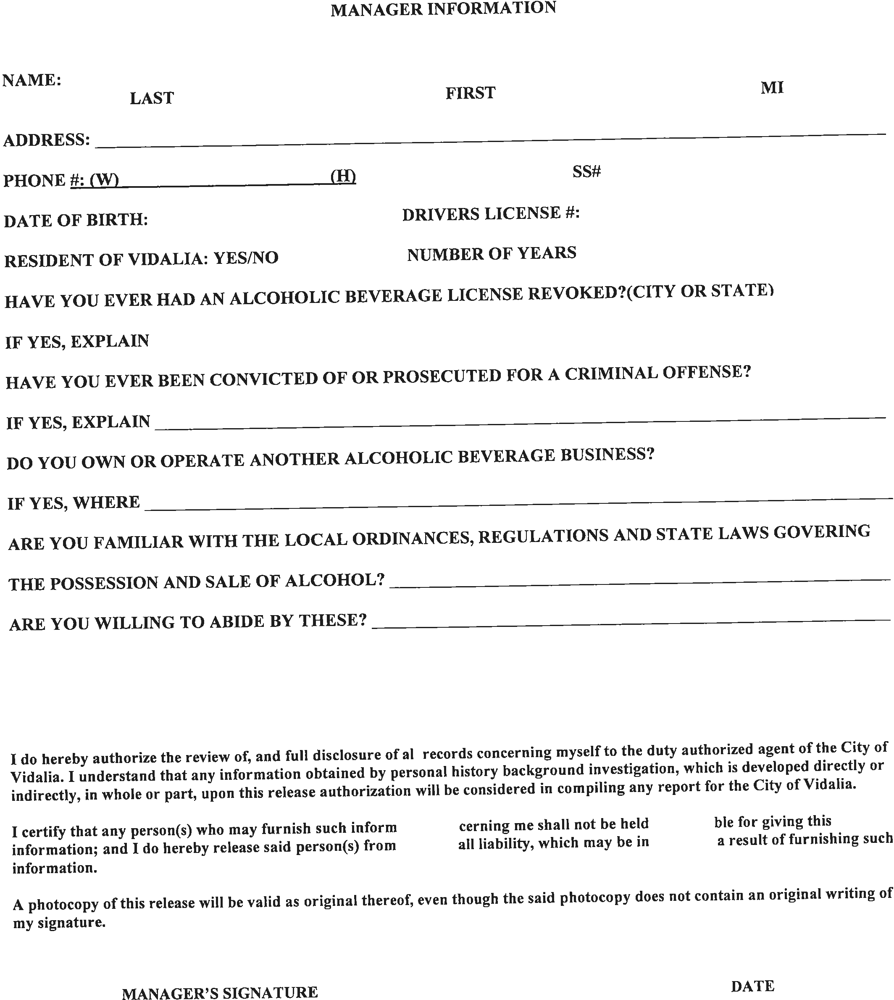 MANAGER INFORMATION
NAME:
LAST FIRST MI
ADDRESS:
PHONE #: (W) (H) SS#
DATE OF BIRTH: DRIVERS LICENSE #:
RESIDENT OF VIDALIA: YES/NO NUMBER OF YEARS
HAVE YOU EVER HAD AN ALCOHOLIC BEVERAGE LICENSE REVOKED?(CITY OR STATE)
IF YES, EXPLAIN
HAVE YOU EVER BEEN CONVICTED OF OR PROSECUTED FOR A CRIMINAL OFFENSE?
IF YES, EXPLAIN
DO YOU OWN OR OPERATE ANOTHER ALCOHOLIC BEVERAGE BUSINESS?
IF YES, WHERE
ARE YOU FAMILIAR WITH THE LOCAL ORDINANCES, REGULATIONS AND STATE LAWS GOVERING
THE POSSESSION AND SALE OF ALCOHOL?
ARE YOU WILLING TO ABIDE BY THESE?
I do hereby authorize the review of, and full disclosure of al records concerning myself to the duty authorized agent of the City of
Vidalia. I understand that any information obtained by personal history background investigation, which is developed directly or
indirectly, in whole or part, upon this release authorization will be considered in compiling any report for the City of Vidalia.
I certify that any person(s) who may furnish such inform cerning me shall not be held ble for giving this
information; and I do hereby release said person(s) from all liability, which may be in a result of furnishing such
information.
A photocopy of this release will be valid as original thereof, even though the said photocopy does not contain an original writing of
my signature.
MANAGER'S SIGNATURE DATE